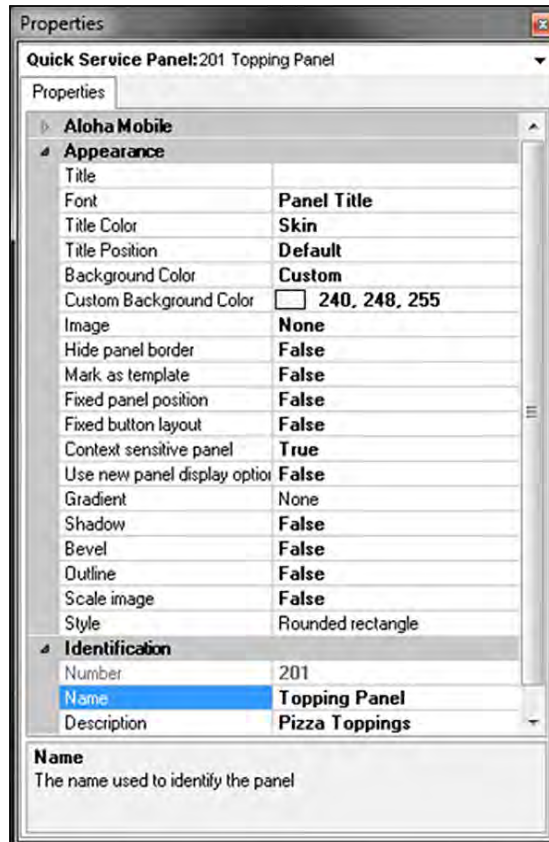 Properties
Quick Service Panel:201 Topping Panel
Properties
Aloha Mobile
Appearance
Title
Font Panel Title
Title Color Skin
Title Position Default
Background Color Custom
Custom Background Color 240, 248, 255
Image None
Hide panel border False
Mark as template False
Fixed panel position False
Fixed button layout False
Context sensitive panel True
Use new panel display optior False
Gradient None
Shadow False
Bevel False
Outline False
Scale image False
Style Rounded rectangle
Identification
Number 201
Name Topping Panel
Description Pizza Toppings
Name
The name used to identify the panel